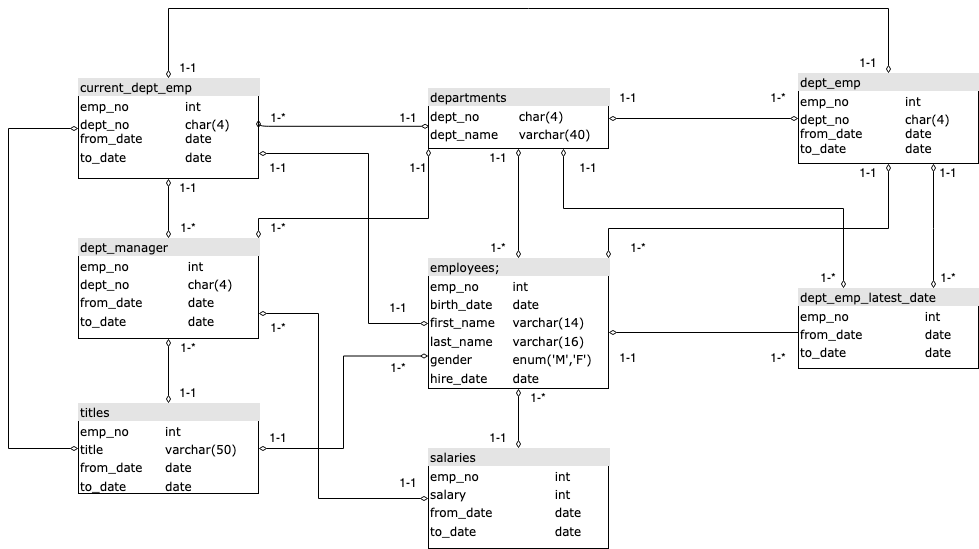 1-1
1-1
current_dept_emp
emp_no int
dept_no char(4)
from_date date
to_date date
1-*
1-1
1-1
1-1
departments
dept_no char(4)
dept_name varchar(40)
1-1
1-*
1-1
1-1
1-1
dept_emp
emp_no int
dept_no char(4)
from_date date
to_date date
1-1
1-1
1-*
1-*
dept_manager
emp_no int
dept_no char(4)
from_date date
to_date date
1-*
1-*
1-*
1-*
1-*
employees;
emp_no int
birth_date date
first_name varchar(14)
last_name varchar(16)
gender enum('M','F')
hire_date date
1-1
1-*
1-*
dept_emp_latest_date
emp_no int
from_date date
to_date date
1-1
1-*
1-1
titles
emp_no int
title varchar(50)
from_date date
to_date date
1-1
1-*
1-1
1-1
salaries
emp_no int
salary int
from_date date
to_date date